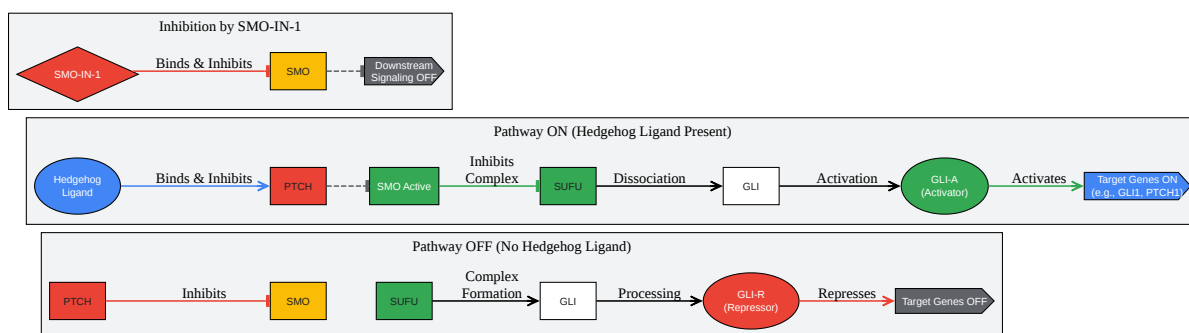 Inhibition by SMO-IN-1
SMO-IN-1
Binds & Inhibits
SMO
Downstream
Signaling OFF
Pathway ON (Hedgehog Ligand Present)
Hedgehog
Ligand
Binds & Inhibits
PTCH
SMO Active
Inhibits
Complex
SUFU
Dissociation
GLI
Activation
GLI-A
(Activator)
Activates
Target Genes ON
(e.g., GLI1, PTCH1)
Pathway OFF (No Hedgehog Ligand)
PTCH
Inhibits
SMO
SUFU
Complex
Formation
GLI
Processing
GLI-R
(Repressor)
Represses
Target Genes OFF